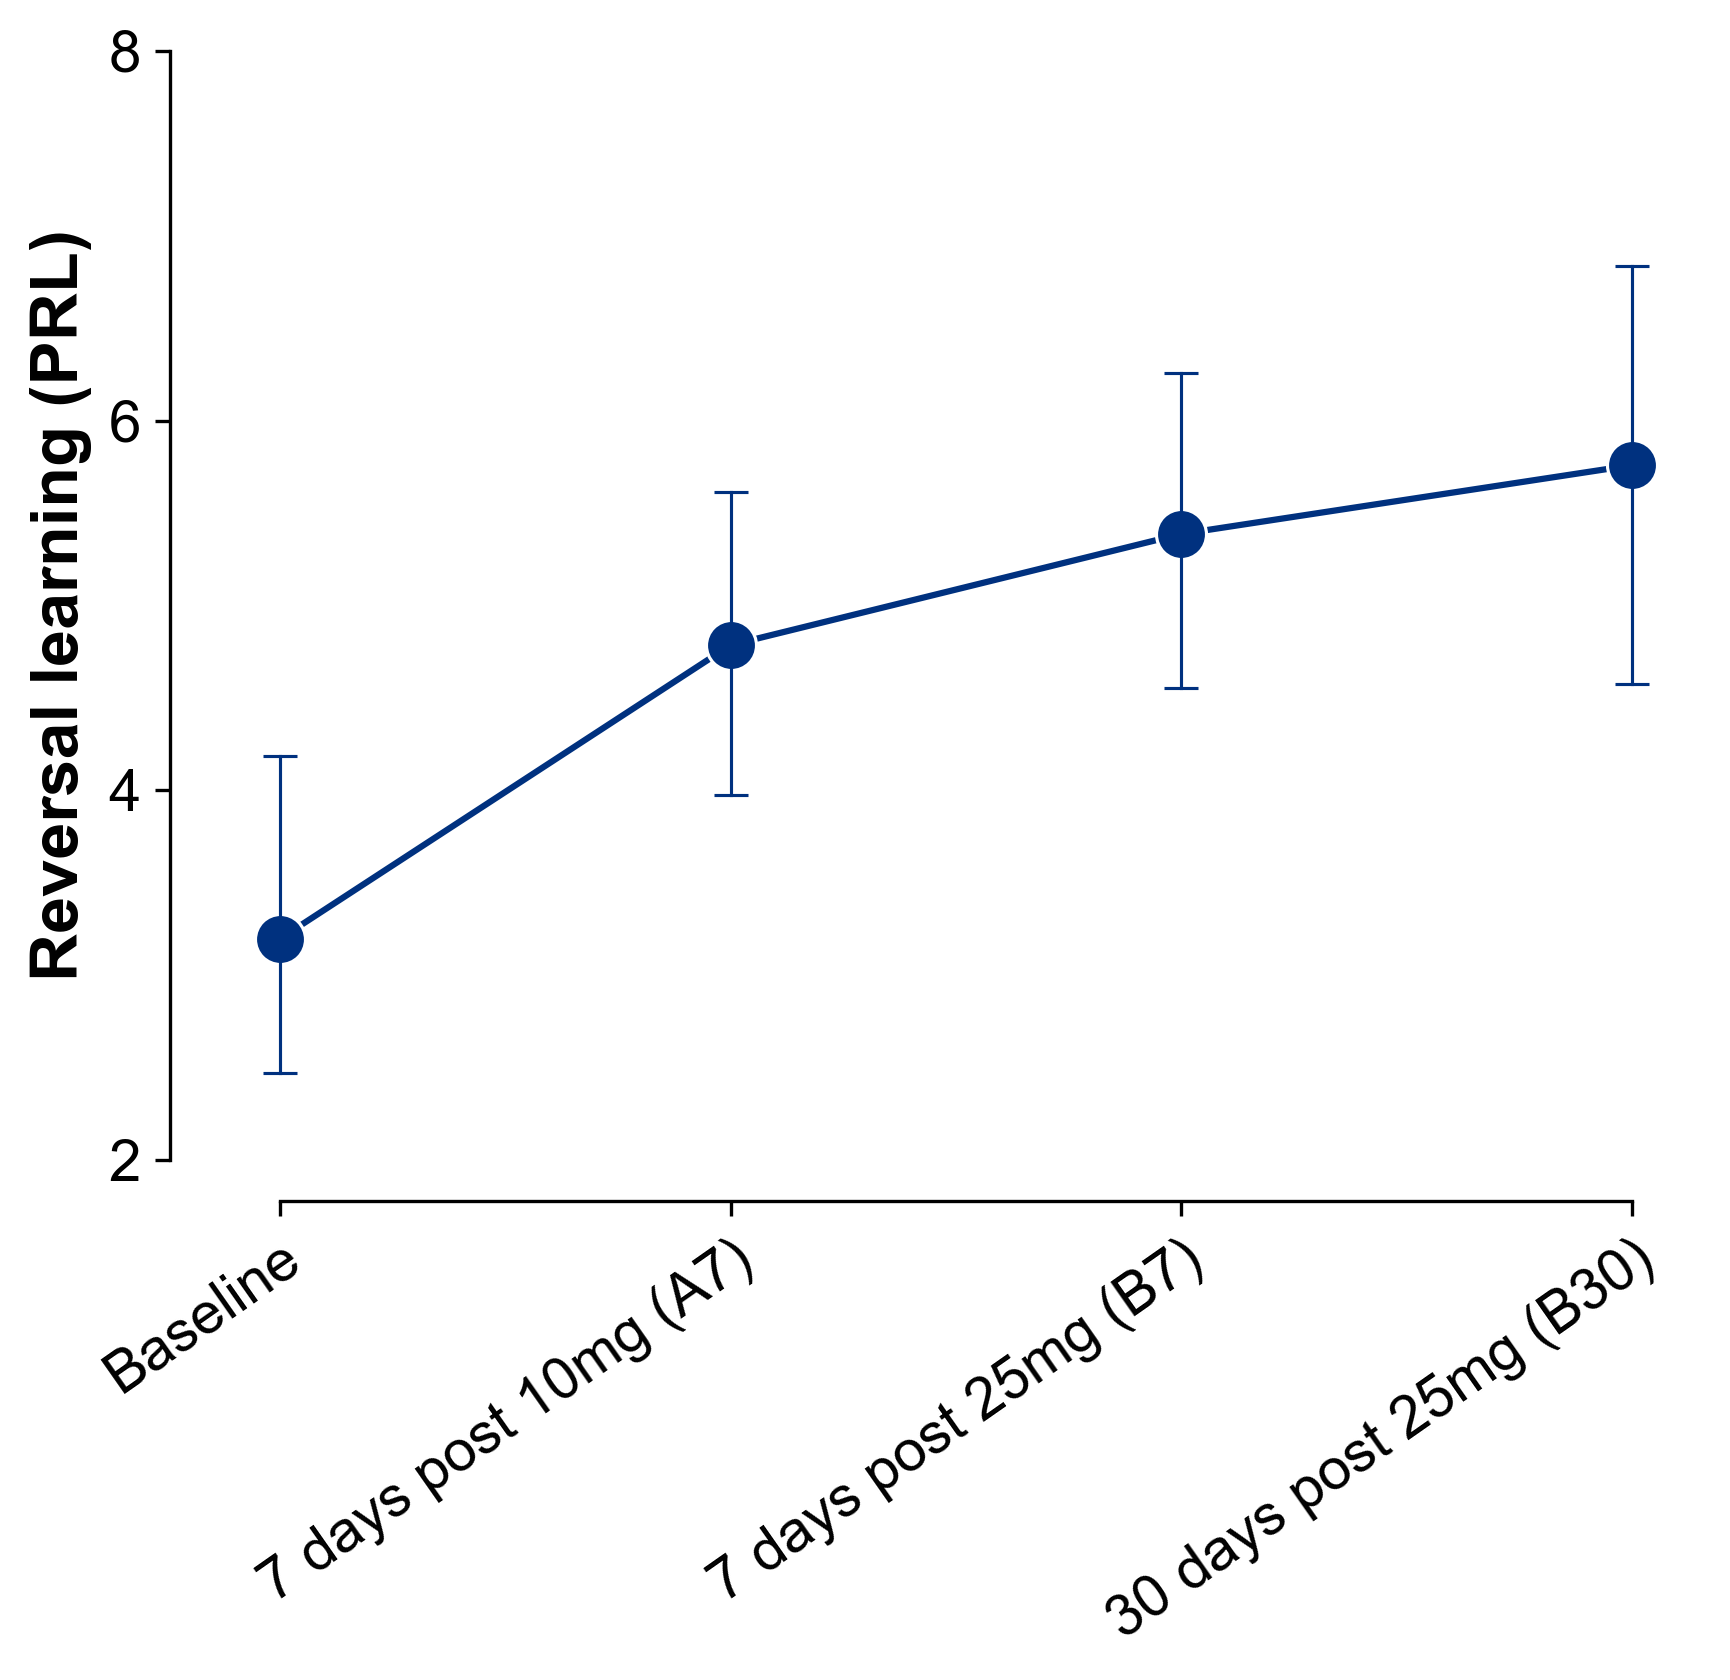 Reversal learning (PRL)
8
6
4
2
Baseline
7 days post 10mg (A7)
7 days post 25mg (B7)
30 days post 25mg (B30)